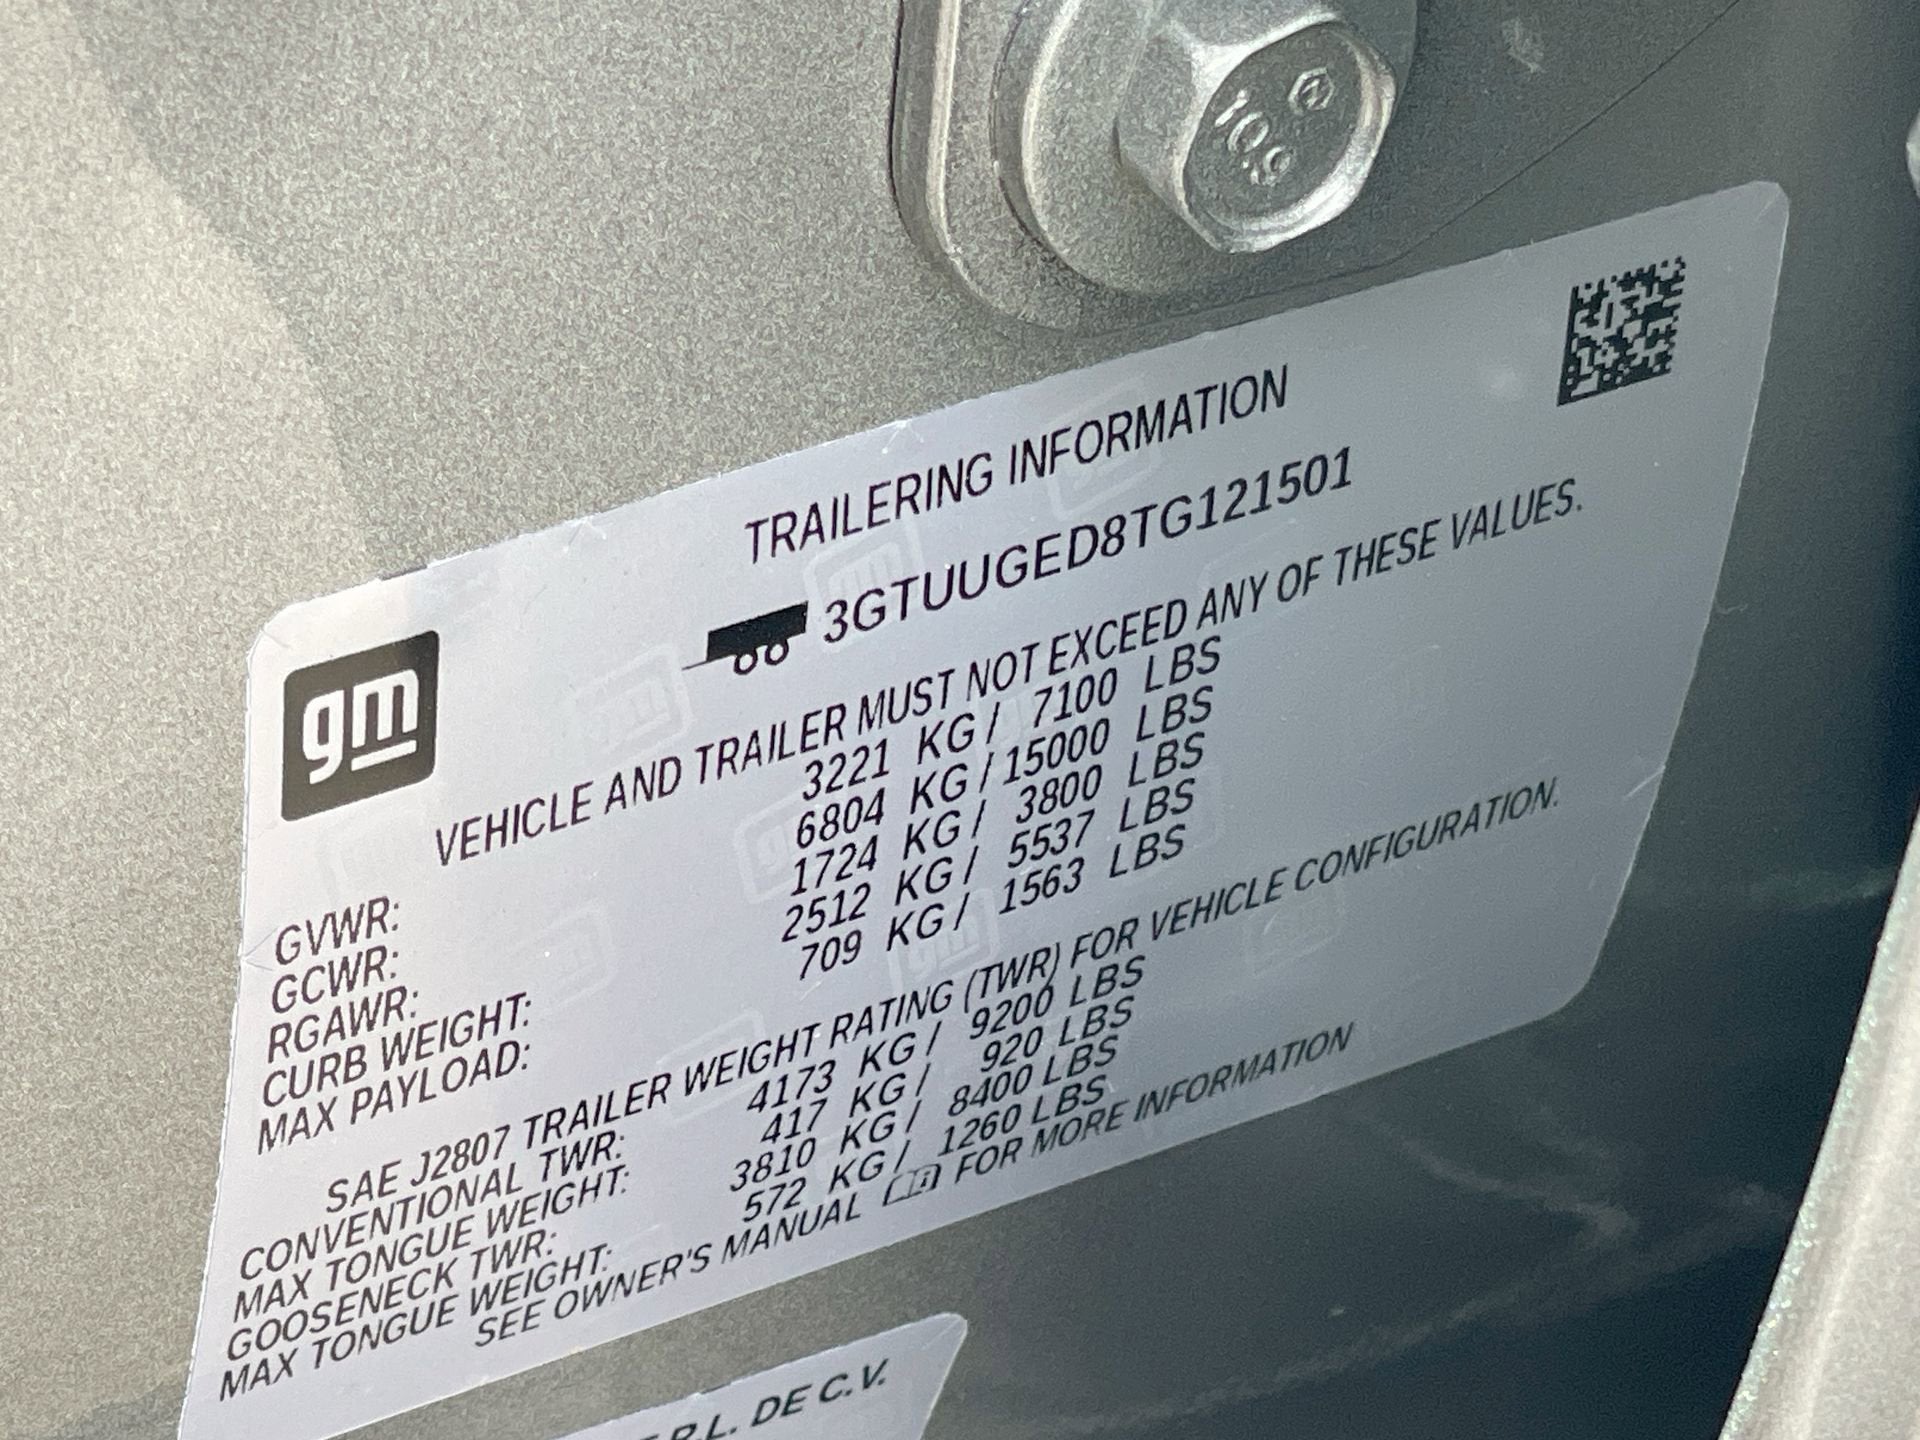 10.9
TRAILERING INFORMATION
3GTUUGED8TG121501
gm
VEHICLE AND TRAILER MUST NOT EXCEED ANY OF THESE VALUES.
GVWR: 3221 KG / 7100 LBS
GCWR: 6804 KG / 15000 LBS
RGAWR: 1724 KG / 3800 LBS
CURB WEIGHT: 2512 KG / 5537 LBS
MAX PAYLOAD: 709 KG / 1563 LBS
SAE J2807 TRAILER WEIGHT RATING (TWR) FOR VEHICLE CONFIGURATION.
CONVENTIONAL TWR: 4173 KG / 9200 LBS
MAX TONGUE WEIGHT: 417 KG / 920 LBS
GOOSENECK TWR: 3810 KG / 8400 LBS
MAX TONGUE WEIGHT: 572 KG / 1260 LBS
SEE OWNER'S MANUAL FOR MORE INFORMATION
R.L. DE C.V.